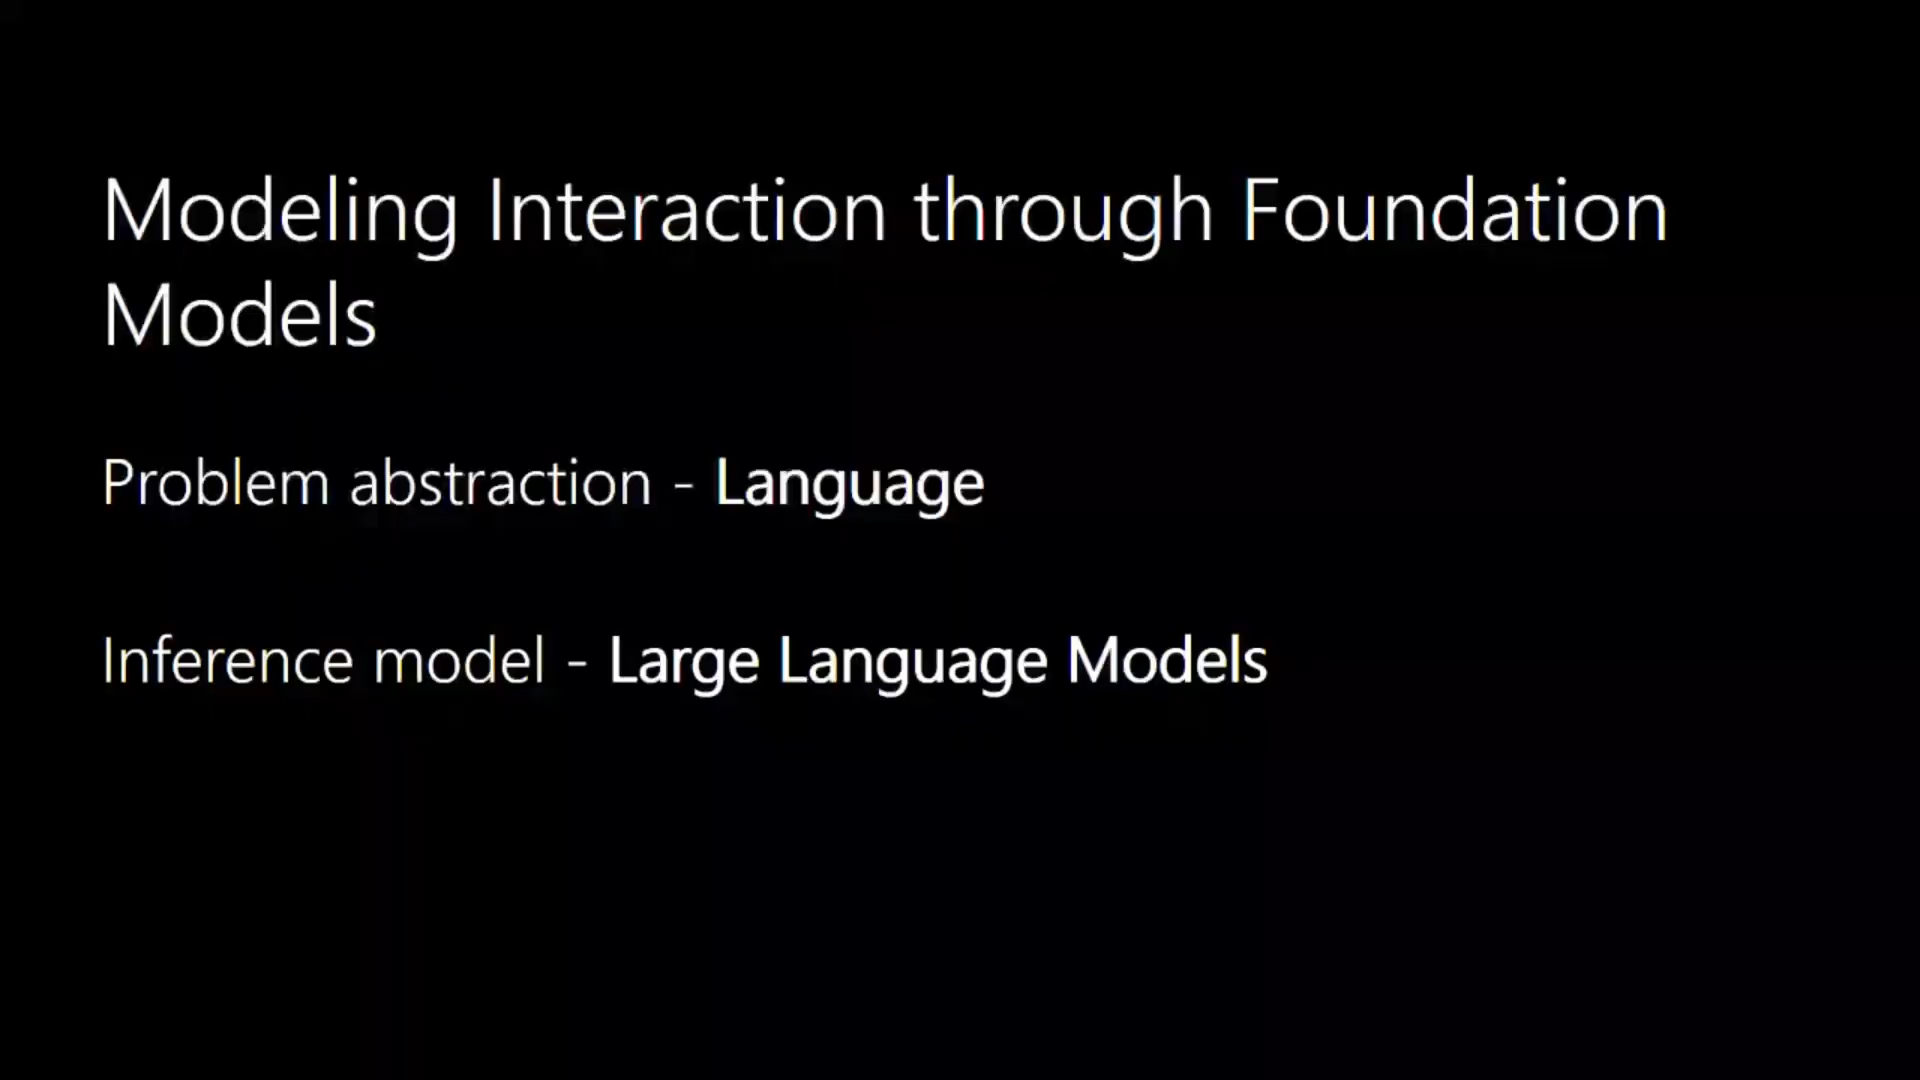 Modeling Interaction through Foundation
Models
Problem abstraction - Language
Inference model - Large Language Models